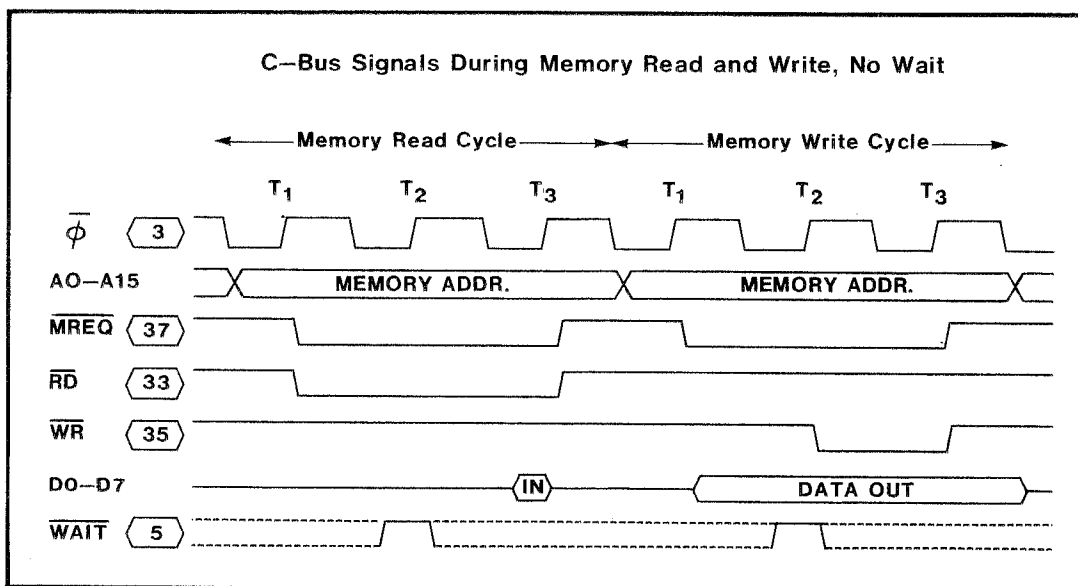 C—Bus Signals During Memory Read and Write, No Wait
Memory Read Cycle
Memory Write Cycle
T1 T2 T3 T1 T2 T3
ϕ 3
AO—A15 MEMORY ADDR. MEMORY ADDR.
MREQ 37
RD 33
WR 35
DO—D7 IN DATA OUT
WAIT 5